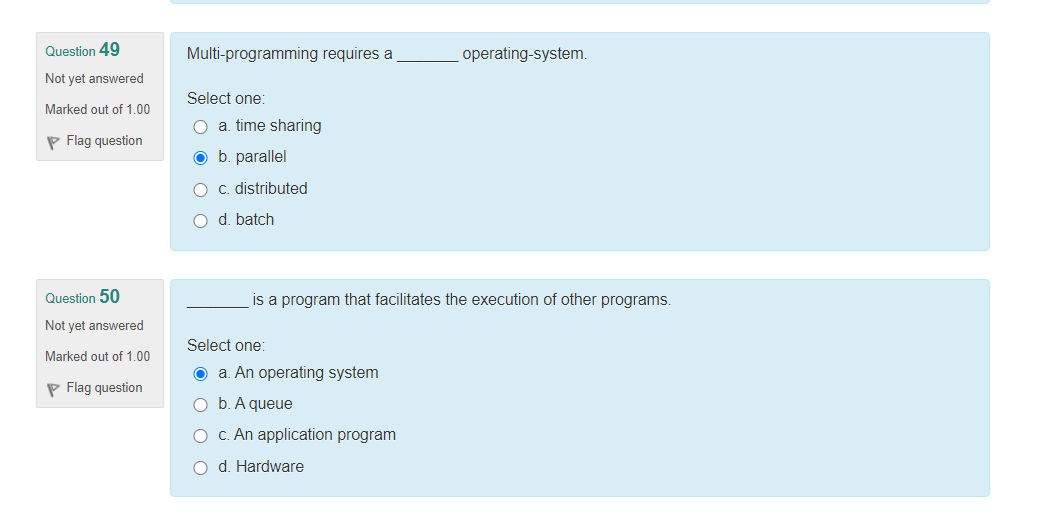 Question 49
Not yet answered
Marked out of 1.00
Flag question
Multi-programming requires a _______ operating-system.
Select one:
a. time sharing
b. parallel
c. distributed
d. batch
Question 50
Not yet answered
Marked out of 1.00
Flag question
_______ is a program that facilitates the execution of other programs.
Select one:
a. An operating system
b. A queue
c. An application program
d. Hardware